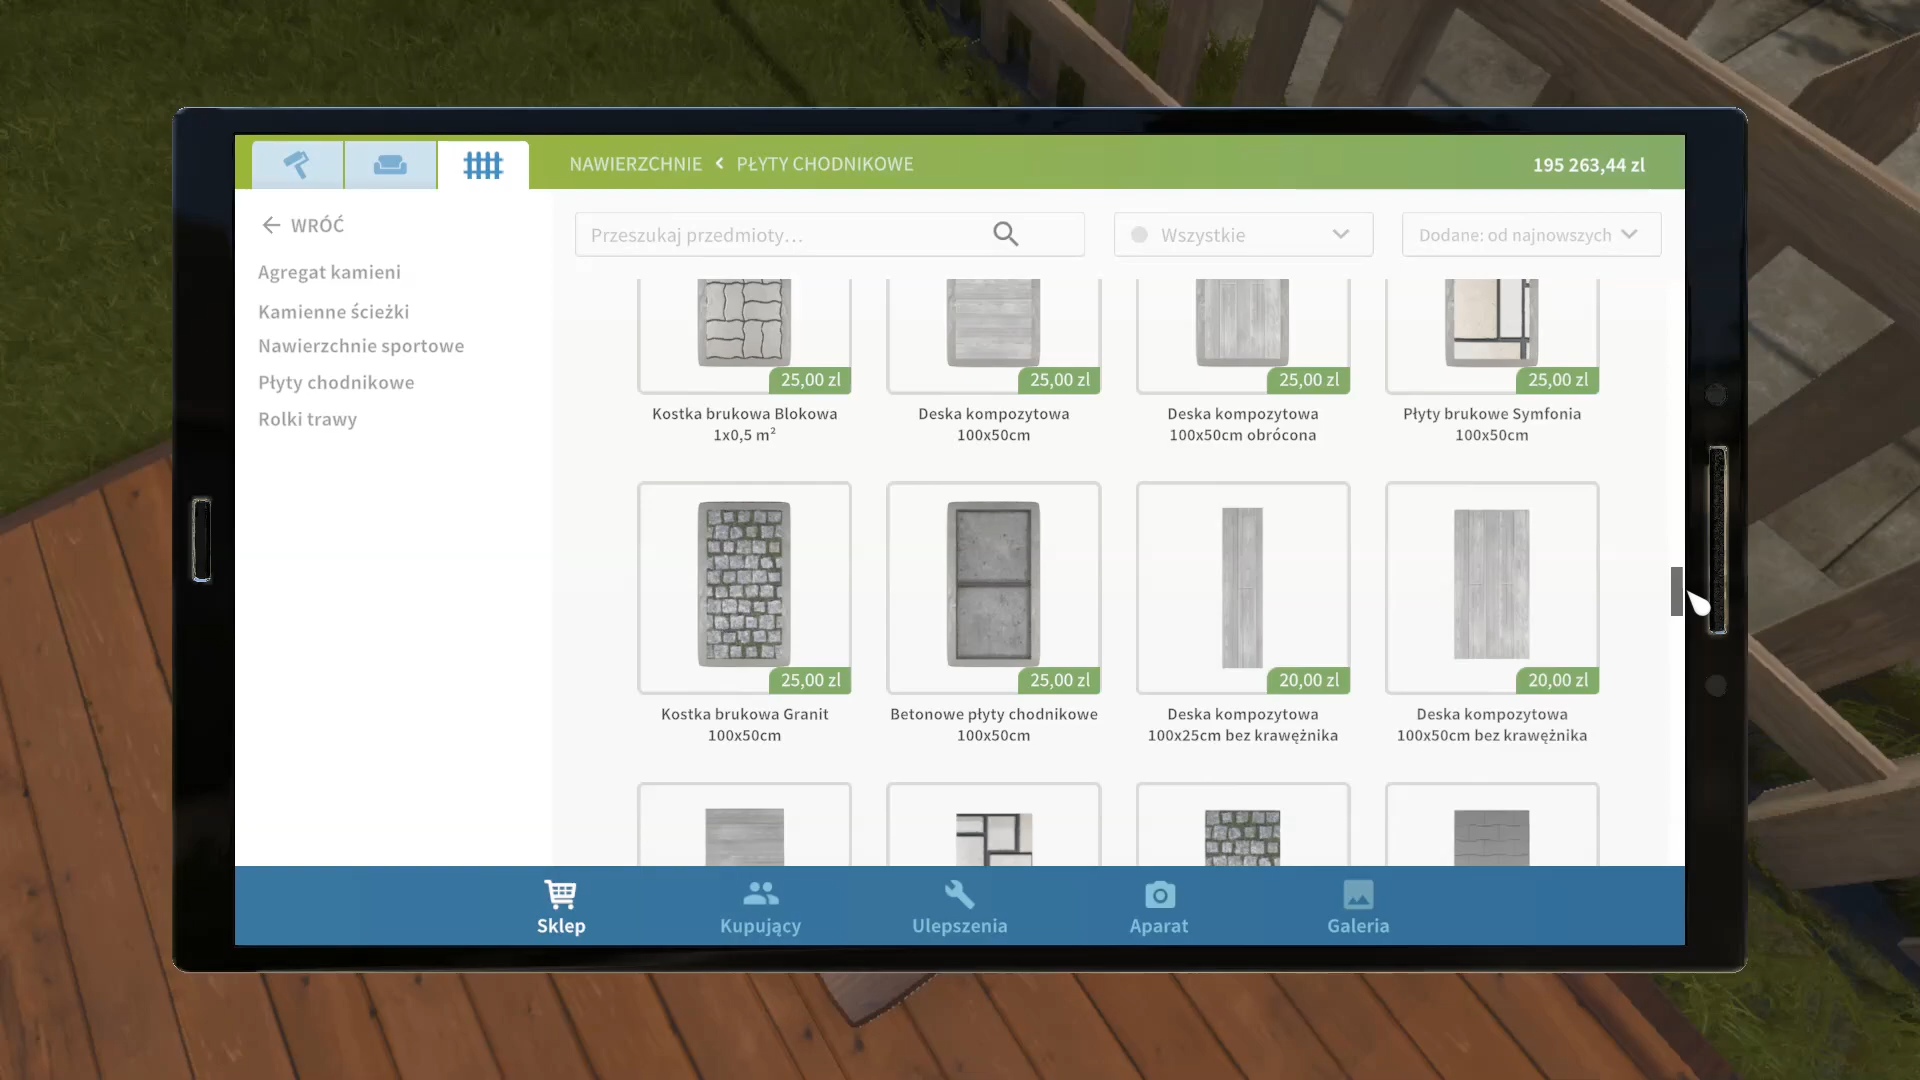 NAWIERZCHNIE < PŁYTY CHODNIKOWE
195 263,44 zl
WRÓĆ
Agregat kamieni
Kamienne ścieżki
Nawierzchnie sportowe
Płyty chodnikowe
Rolki trawy
Przeszukaj przedmioty...
Wszystkie
Dodane: od najnowszych
25,00 zl
25,00 zl
25,00 zl
25,00 zl
Kostka brukowa Blokowa
1x0,5 m²
Deska kompozytowa
100x50cm
Deska kompozytowa
100x50cm obrócona
Płyty brukowe Symfonia
100x50cm
25,00 zl
25,00 zl
20,00 zl
20,00 zl
Kostka brukowa Granit
100x50cm
Betonowe płyty chodnikowe
100x50cm
Deska kompozytowa
100x25cm bez krawężnika
Deska kompozytowa
100x50cm bez krawężnika
Sklep
Kupujący
Ulepszenia
Aparat
Galeria